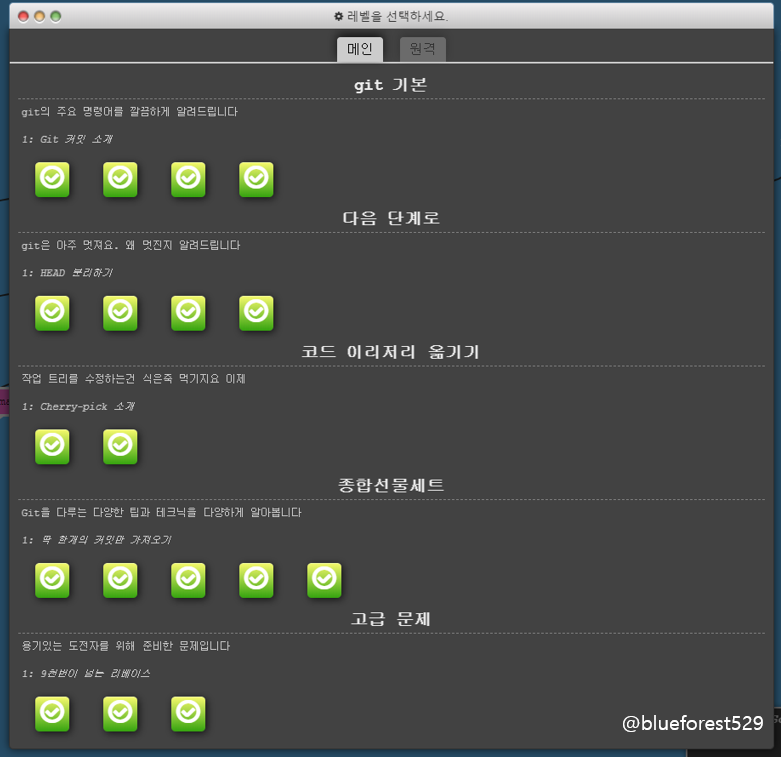 레벨을 선택하세요.
메인 원격
git 기본
git의 주요 명령어를 깔끔하게 알려드립니다
1: Git 커밋 소개
다음 단계로
git은 아주 멋져요. 왜 멋진지 알려드립니다
1: HEAD 분리하기
코드 이리저리 옮기기
작업 트리를 수정하는건 식은죽 먹기지요 이제
1: Cherry-pick 소개
종합선물세트
Git을 다루는 다양한 팁과 테크닉을 다양하게 알아봅니다
1: 딱 한개의 커밋만 가져오기
고급 문제
용기있는 도전자를 위해 준비한 문제입니다
1: 9천번이 넘는 리베이스
@blueforest529